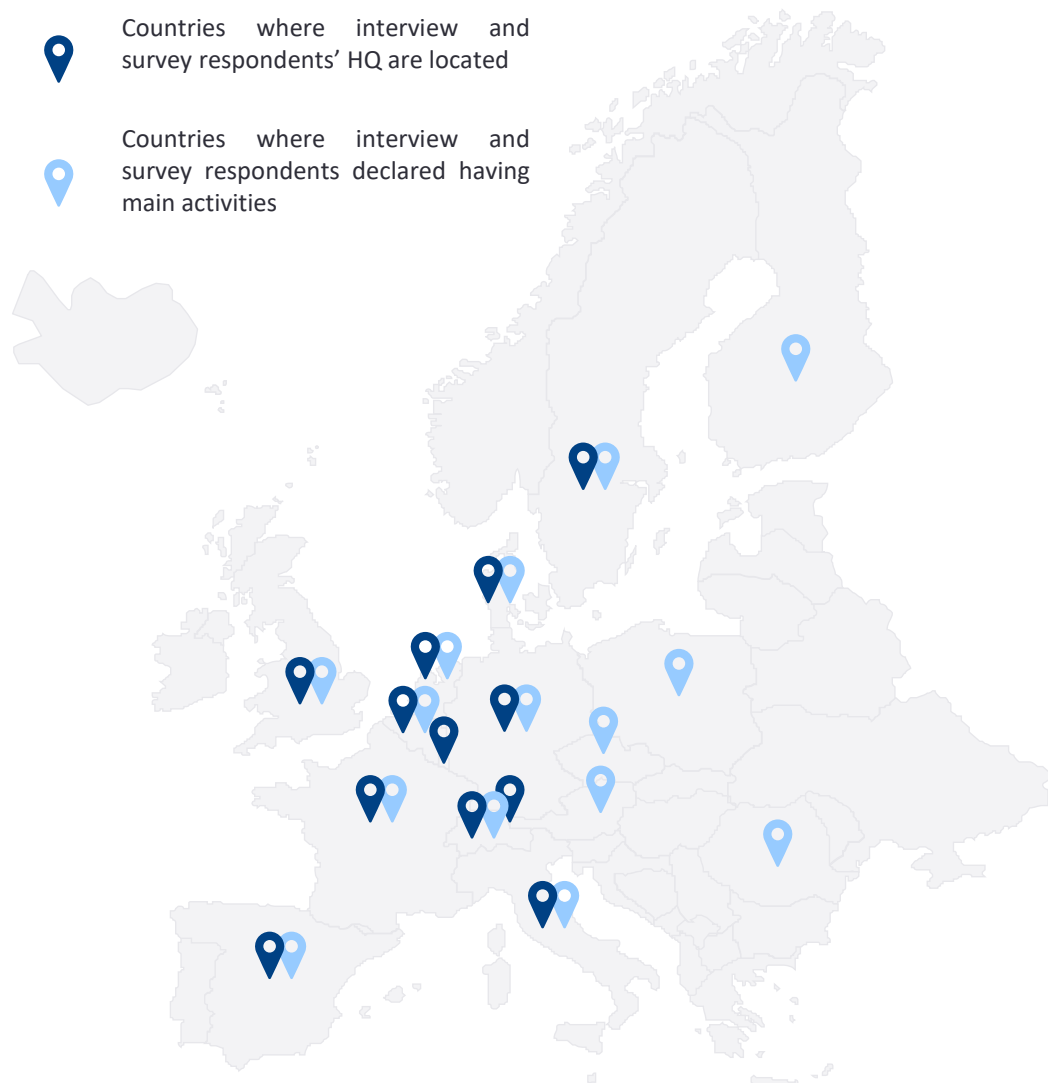 Countries where interview and
survey respondents’ HQ are located
Countries where interview and
survey respondents declared having
main activities